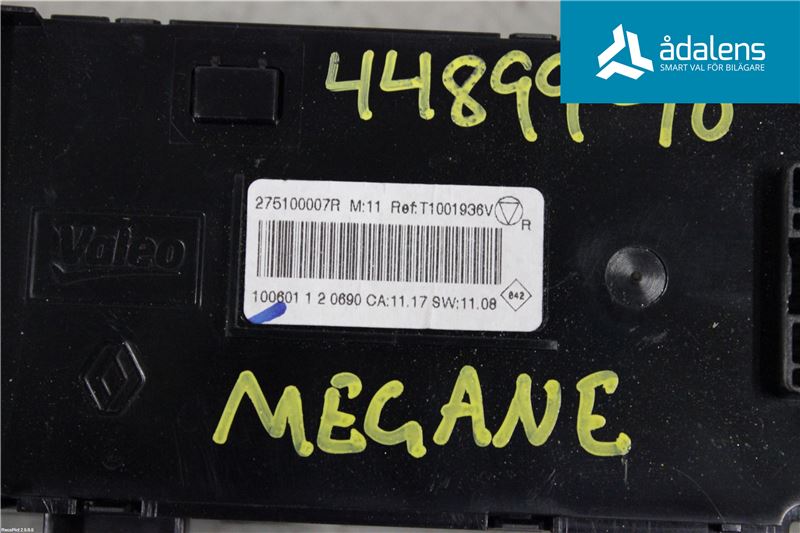 ådalens
SMART VAL FÖR BILÄGARE
275100007R M:11 Ref:T1001936V
R
100601 1 2 0690 CA:11.17 SW:11.08
842
Valeo
MEGANE